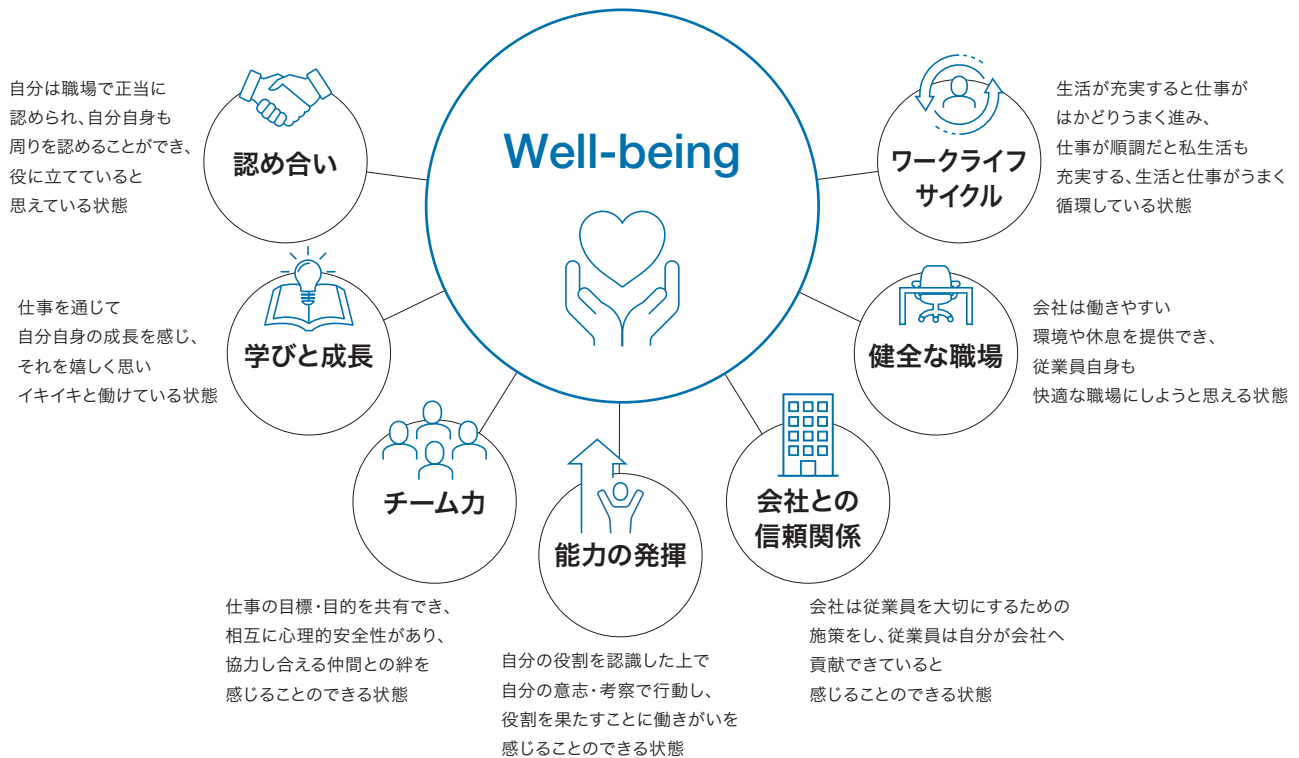 Well-being
自分は職場で正当に
認められ、自分自身も
周りを認めることができ、
役に立てていると
思えている状態
認め合い
仕事を通じて
自分自身の成長を感じ、
それを嬉しく思い
イキイキと働けている状態
学びと成長
チーム力
仕事の目標・目的を共有でき、
相互に心理的安全性があり、
協力し合える仲間との絆を
感じることのできる状態
能力の発揮
自分の役割を認識した上で
自分の意志・考察で行動し、
役割を果たすことに働きがいを
感じることのできる状態
会社との
信頼関係
会社は従業員を大切にするための
施策をし、従業員は自分が会社へ
貢献できていると
感じることのできる状態
健全な職場
会社は働きやすい
環境や休息を提供でき、
従業員自身も
快適な職場にしようと思える状態
ワークライフ
サイクル
生活が充実すると仕事が
はかどりうまく進み、
仕事が順調だと私生活も
充実する、生活と仕事がうまく
循環している状態